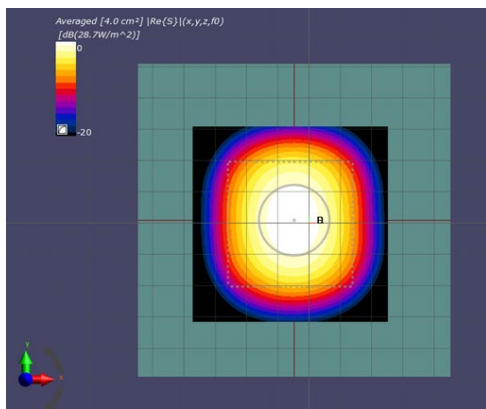 Averaged [4.0 cm²] |Re{S}|(x,y,z,f0)
[dB(28.7W/m^2)]
0
-20
y
x